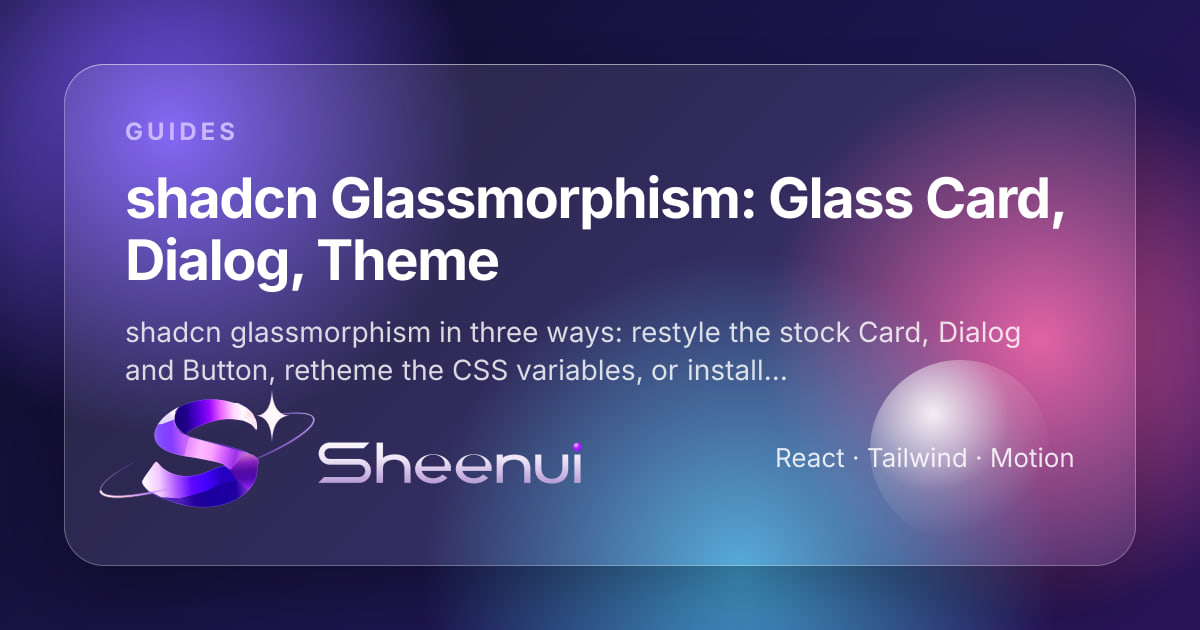 GUIDES
shadcn Glassmorphism: Glass Card,
Dialog, Theme
shadcn glassmorphism in three ways: restyle the stock Card, Dialog
and Button, retheme the CSS variables, or install...
Sheenui
React · Tailwind · Motion